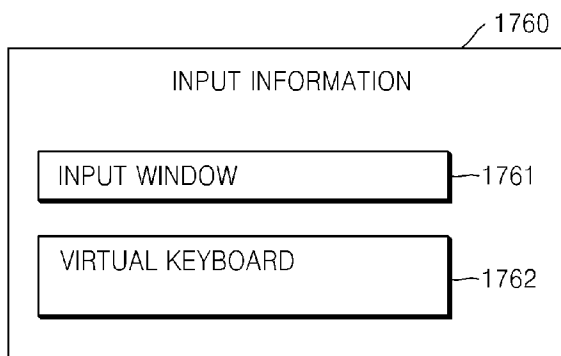 1760
INPUT INFORMATION
INPUT WINDOW
1761
VIRTUAL KEYBOARD
1762